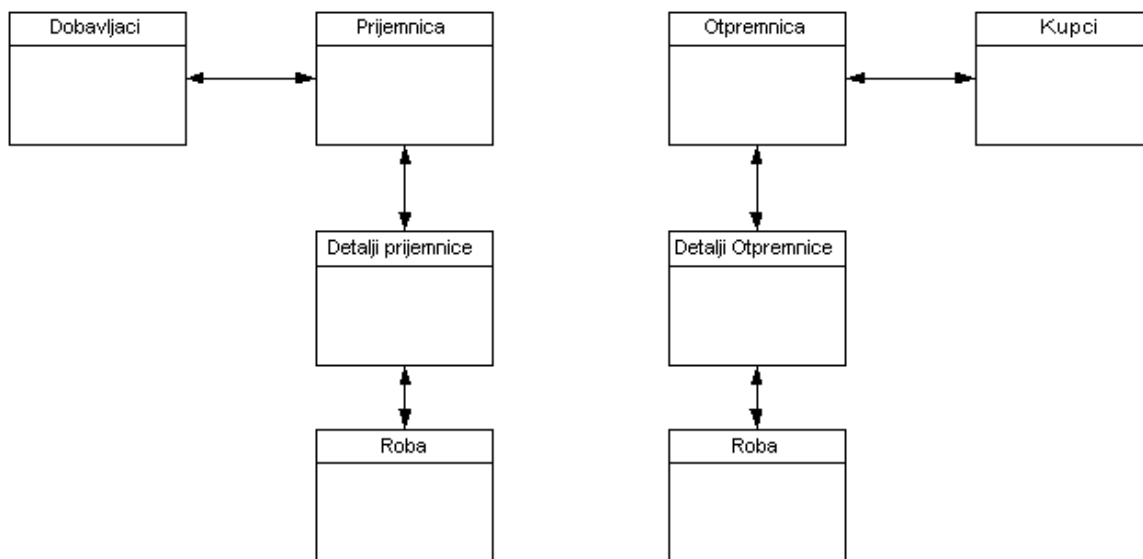 Dobavljaci
Prijemnica
Otpremnica
Kupci
Detalji prijemnice
Detalji Otpremnice
Roba
Roba